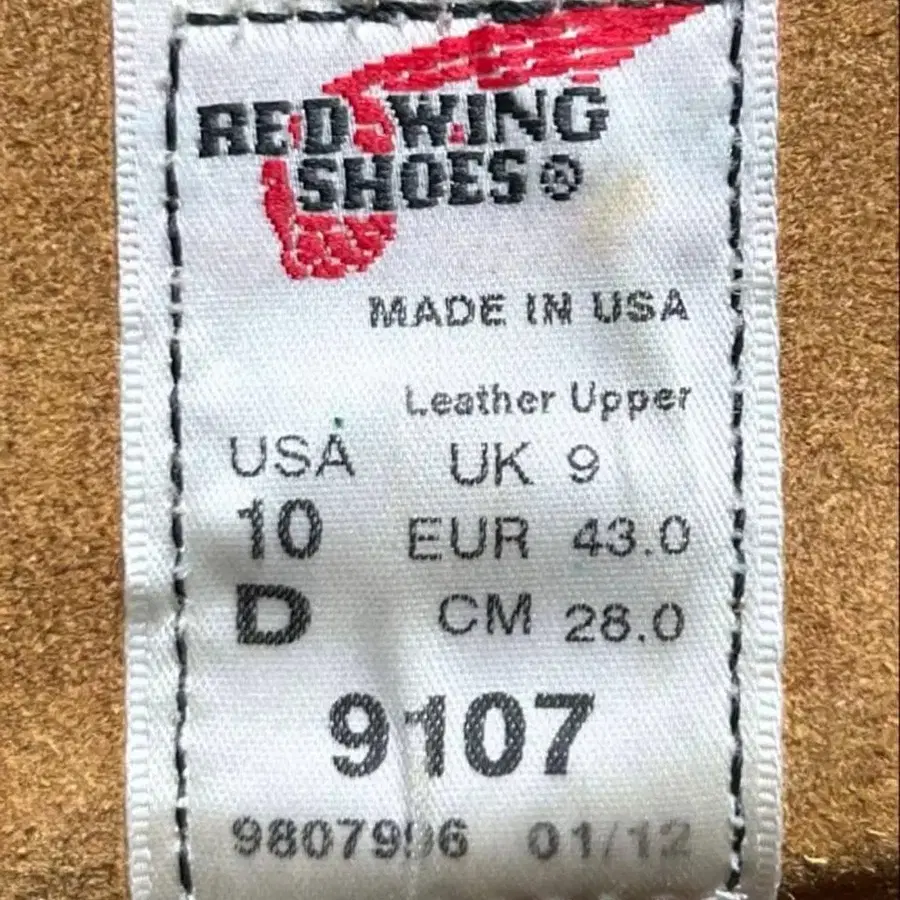 RED WING
SHOES®
MADE IN USA
Leather Upper
USA UK 9
10 EUR 43.0
D CM 28.0
9107
9807996 01/12